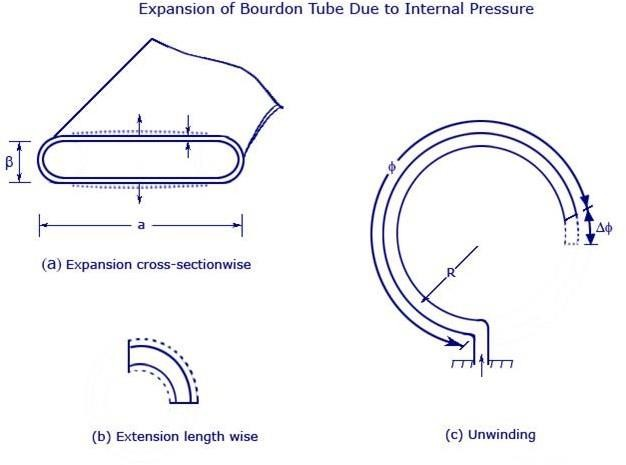 Expansion of Bourdon Tube Due to Internal Pressure
β
a
ϕ
Δϕ
R
(a) Expansion cross-sectionwise
(b) Extension length wise
(c) Unwinding